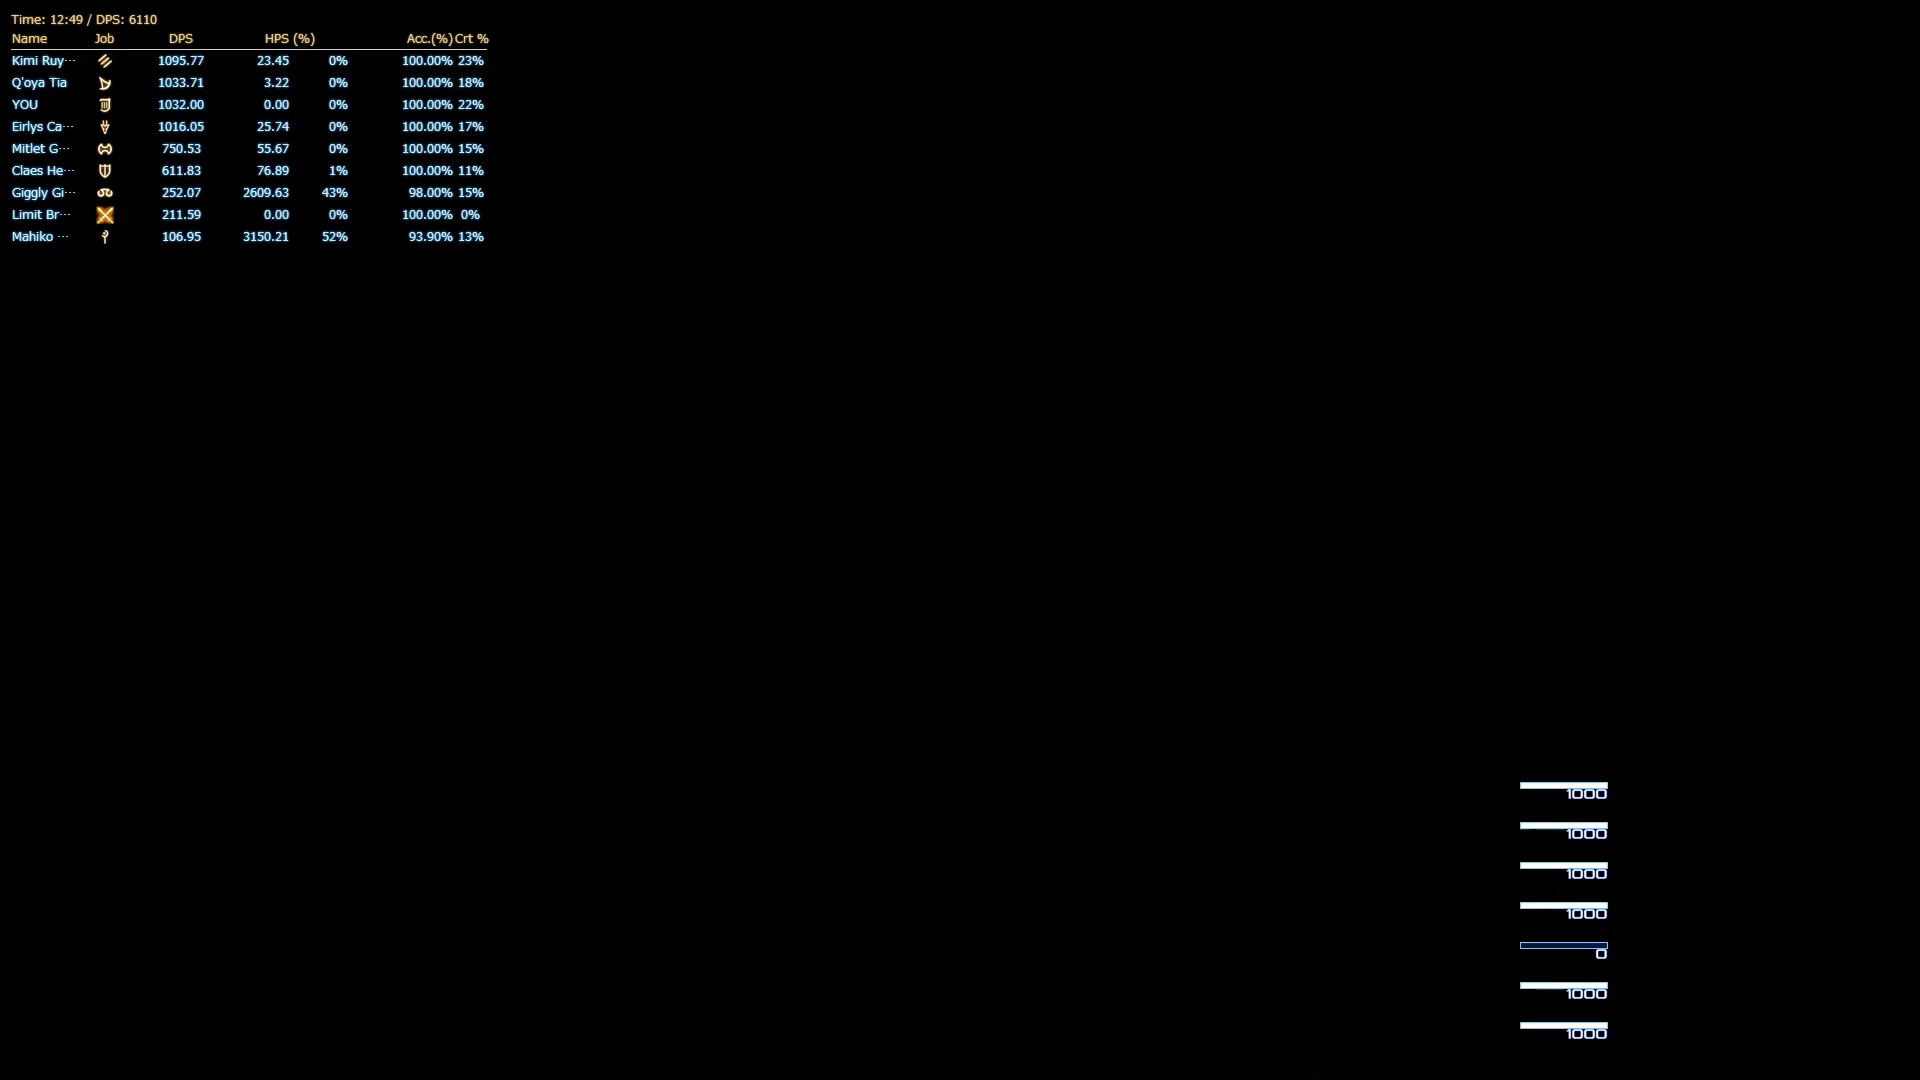 Time: 12:49 / DPS: 6110
Name Job DPS HPS (%) Acc.(%) Crt %
Kimi Ruy… 1095.77 23.45 0% 100.00% 23%
Q'oya Tia 1033.71 3.22 0% 100.00% 18%
YOU 1032.00 0.00 0% 100.00% 22%
Eirlys Ca… 1016.05 25.74 0% 100.00% 17%
Mitlet G… 750.53 55.67 0% 100.00% 15%
Claes He… 611.83 76.89 1% 100.00% 11%
Giggly Gi… 252.07 2609.63 43% 98.00% 15%
Limit Br… 211.59 0.00 0% 100.00% 0%
Mahiko … 106.95 3150.21 52% 93.90% 13%
1000
1000
1000
1000
0
1000
1000